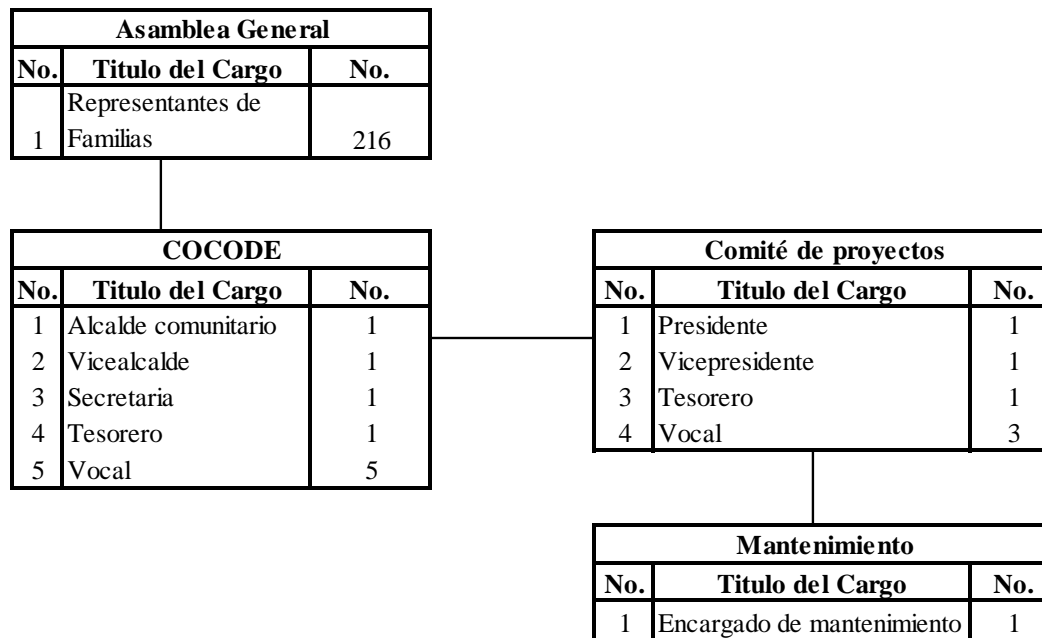 Asamblea General
No. Titulo del Cargo No.
Representantes de
1 Familias 216
COCODE
No. Titulo del Cargo No.
1 Alcalde comunitario 1
2 Vicealcalde 1
3 Secretaria 1
4 Tesorero 1
5 Vocal 5
Comité de proyectos
No. Titulo del Cargo No.
1 Presidente 1
2 Vicepresidente 1
3 Tesorero 1
4 Vocal 3
Mantenimiento
No. Titulo del Cargo No.
1 Encargado de mantenimiento 1